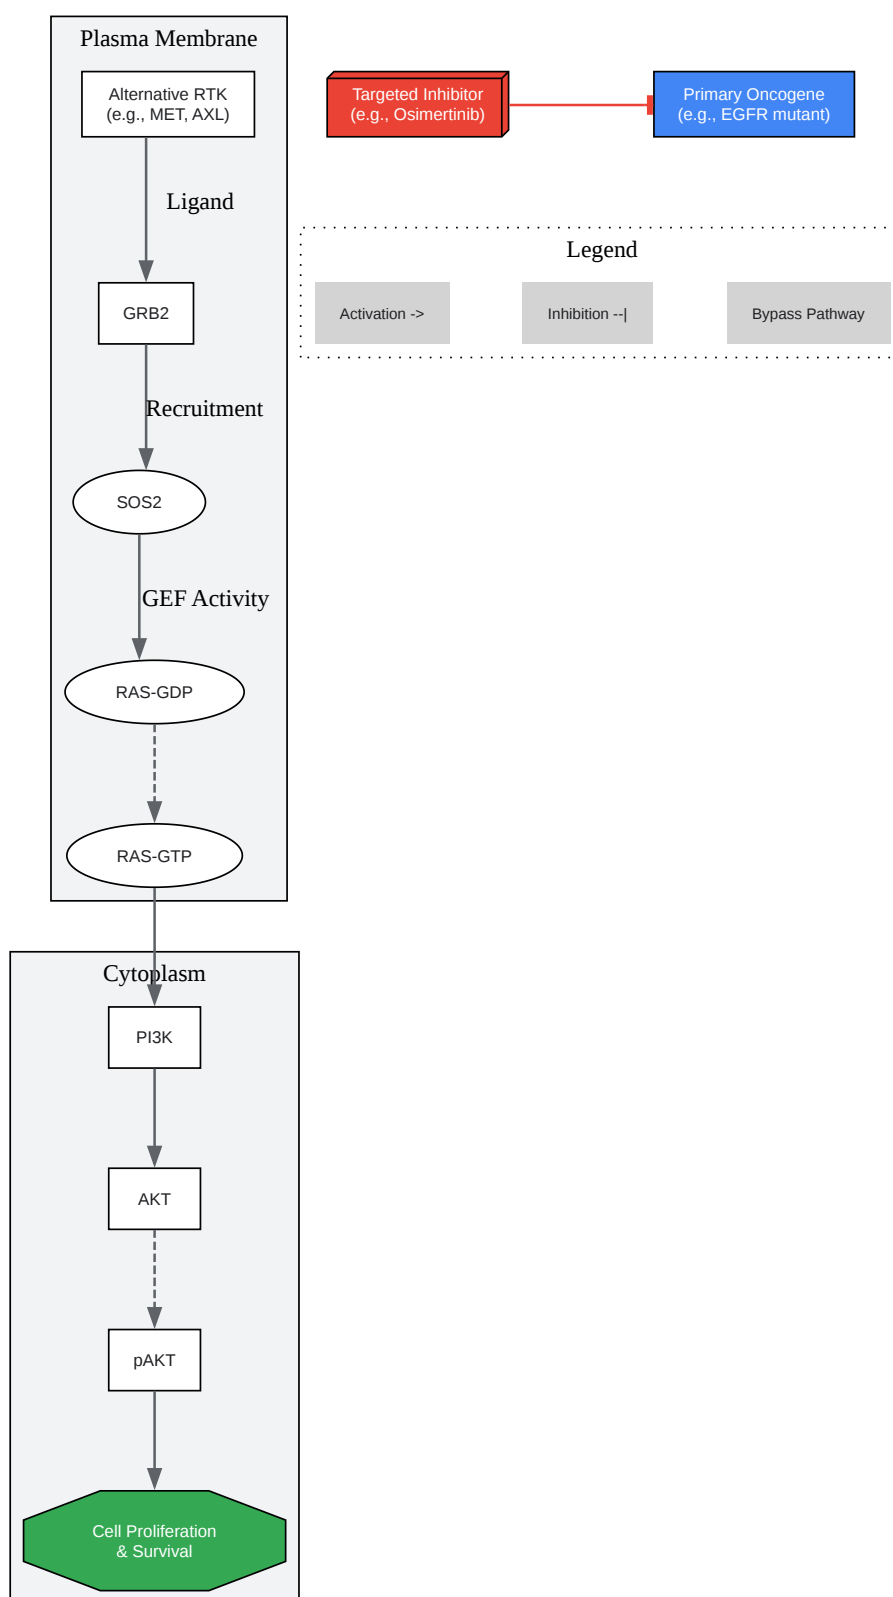 Plasma Membrane
Alternative RTK
(e.g., MET, AXL)
Targeted Inhibitor
(e.g., Osimertinib)
Primary Oncogene
(e.g., EGFR mutant)
Ligand
Legend
GRB2
Activation ->
Inhibition --|
Bypass Pathway
Recruitment
SOS2
GEF Activity
RAS-GDP
RAS-GTP
Cytoplasm
PI3K
AKT
pAKT
Cell Proliferation
& Survival